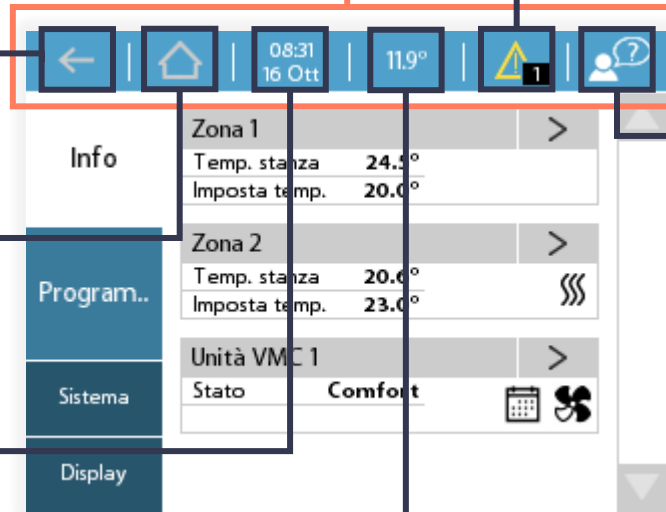 08:31
16 Ott
11.9°
1
?
Info
Zona 1
Temp. stanza 24.5°
Imposta temp. 20.0°
Program..
Zona 2
Temp. stanza 20.6°
Imposta temp. 23.0°
Sistema
Unità VMC 1
Stato Comfort
Display